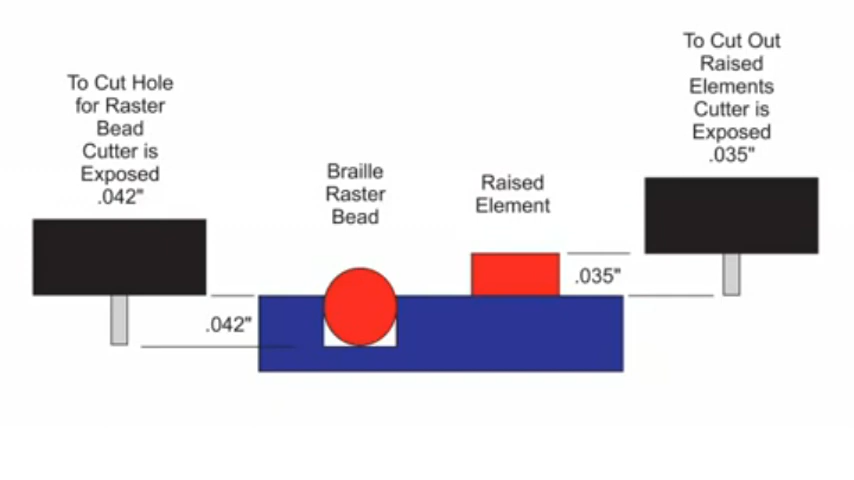 To Cut Hole
for Raster
Bead
Cutter is
Exposed
.042"
Braille
Raster
Bead
Raised
Element
To Cut Out
Raised
Elements
Cutter is
Exposed
.035"
.035"
.042"